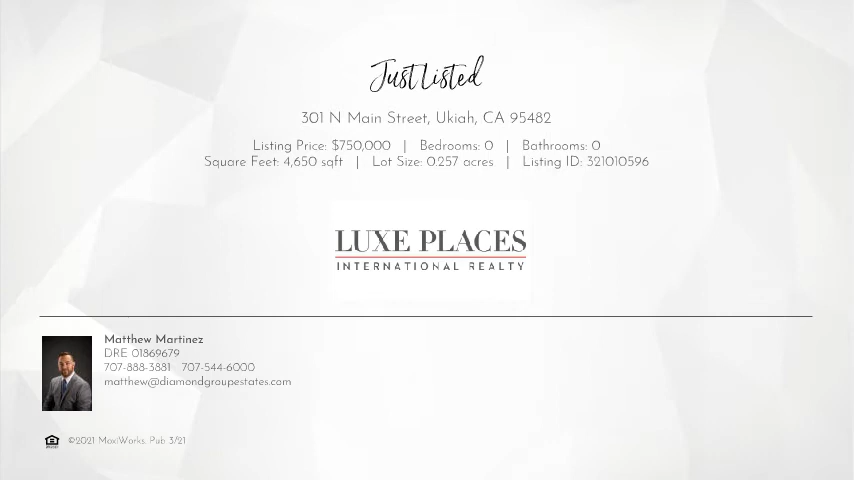 Just Listed
301 N Main Street, Ukiah, CA 95482
Listing Price: $750,000 | Bedrooms: 0 | Bathrooms: 0
Square Feet: 4,650 sqft | Lot Size: 0.257 acres | Listing ID: 321010596
LUXE PLACES
INTERNATIONAL REALTY
Matthew Martinez
DRE 01869679
707-888-3881 707-544-6000
matthew@diamondgroupestates.com
©2021 MoxiWorks. Pub 3/21